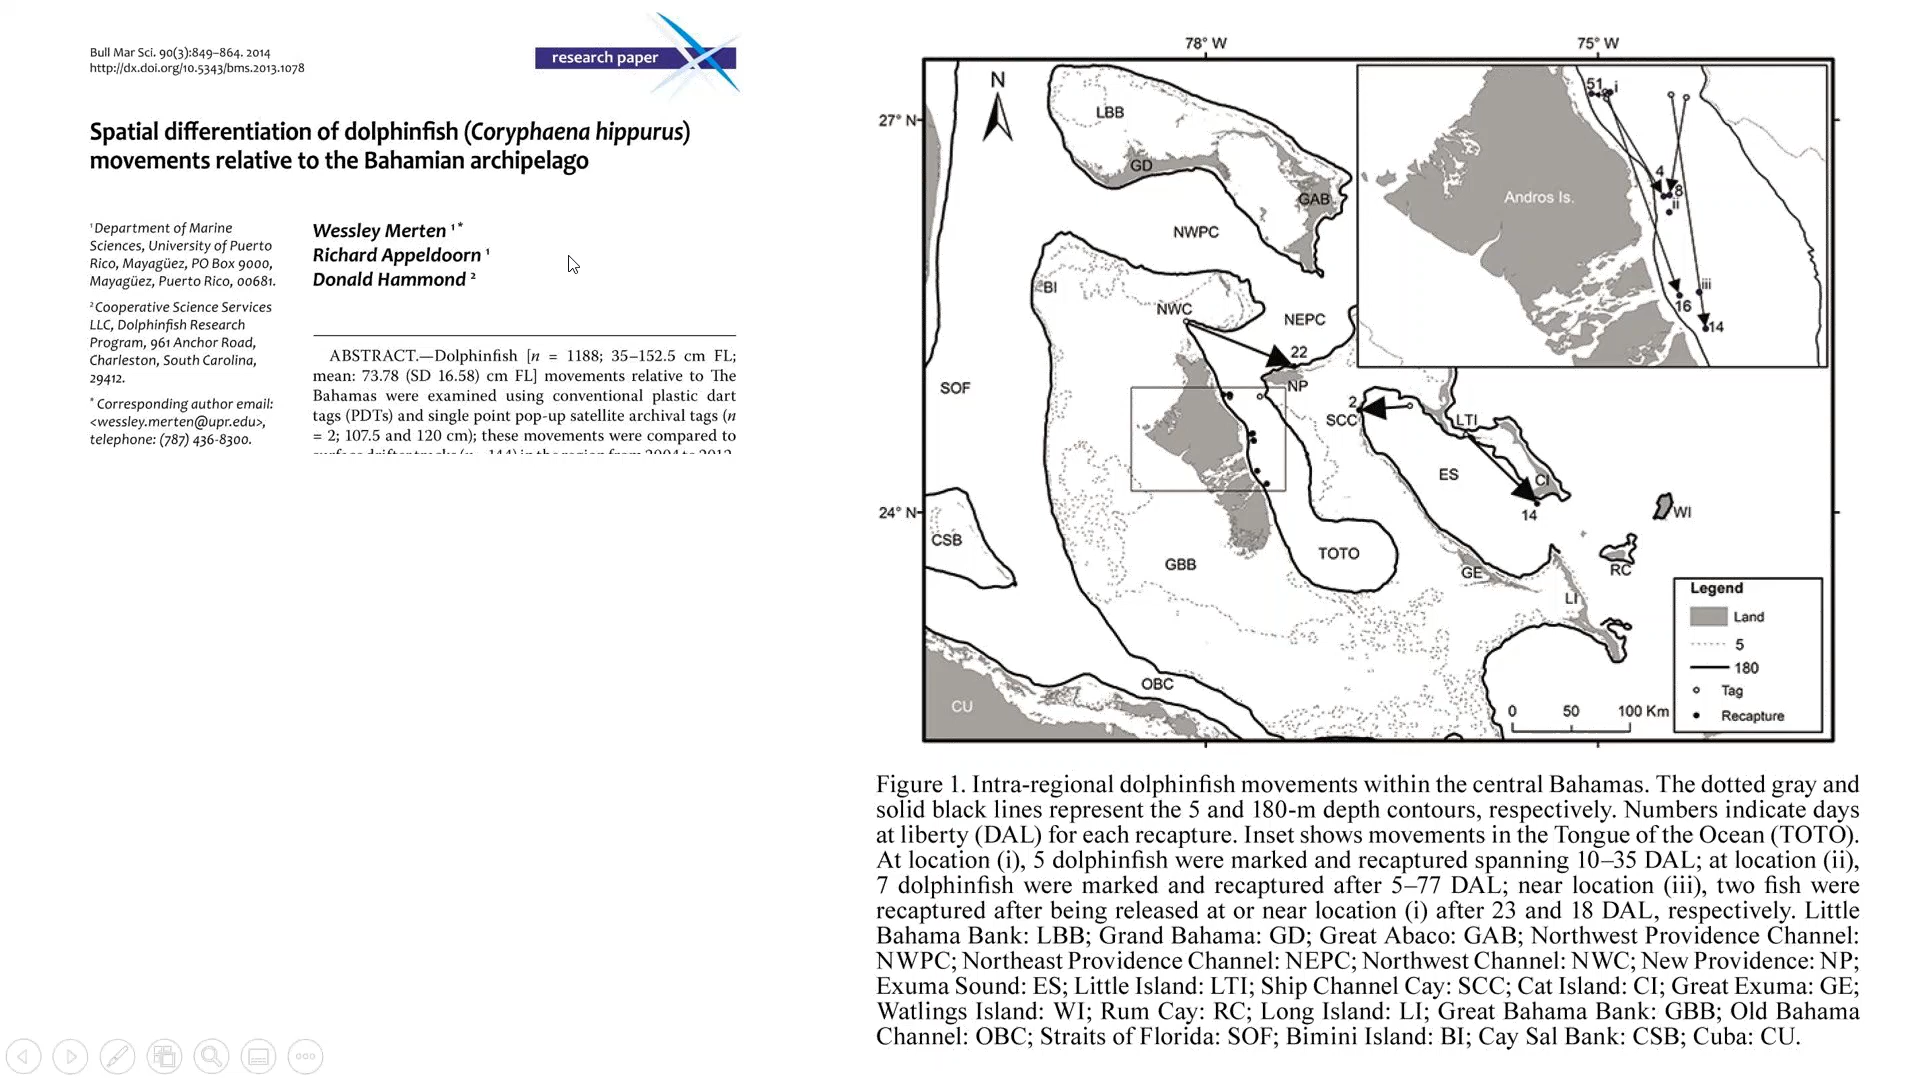 Bull Mar Sci. 90(3):849–864. 2014
http://dx.doi.org/10.5343/bms.2013.1078
research paper
Spatial differentiation of dolphinfish (Coryphaena hippurus)
movements relative to the Bahamian archipelago
¹Department of Marine
Sciences, University of Puerto
Rico, Mayagüez, PO Box 9000,
Mayagüez, Puerto Rico, 00681.
²Cooperative Science Services
LLC, Dolphinfish Research
Program, 961 Anchor Road,
Charleston, South Carolina,
29412.
* Corresponding author email:
<wessley.merten@upr.edu>,
telephone: (787) 436-8300.
Wessley Merten ¹ *
Richard Appeldoorn ¹
Donald Hammond ²
ABSTRACT.—Dolphinfish [n = 1188; 35–152.5 cm FL;
mean: 73.78 (SD 16.58) cm FL] movements relative to The
Bahamas were examined using conventional plastic dart
tags (PDTs) and single point pop-up satellite archival tags (n
= 2; 107.5 and 120 cm); these movements were compared to
78° W
75° W
27° N
24° N
N
LBB
GD
GAB
NWPC
BI
NWC
NEPC
22
NP
SOF
2
SCC
LTI
ES
CI
14
WI
RC
CSB
GBB
TOTO
GE
LI
OBC
CU
51
i
4
8
ii
Andros Is.
iii
16
14
Legend
Land
5
180
Tag
Recapture
0 50 100 Km
Figure 1. Intra-regional dolphinfish movements within the central Bahamas. The dotted gray and
solid black lines represent the 5 and 180-m depth contours, respectively. Numbers indicate days
at liberty (DAL) for each recapture. Inset shows movements in the Tongue of the Ocean (TOTO).
At location (i), 5 dolphinfish were marked and recaptured spanning 10–35 DAL; at location (ii),
7 dolphinfish were marked and recaptured after 5–77 DAL; near location (iii), two fish were
recaptured after being released at or near location (i) after 23 and 18 DAL, respectively. Little
Bahama Bank: LBB; Grand Bahama: GD; Great Abaco: GAB; Northwest Providence Channel:
NWPC; Northeast Providence Channel: NEPC; Northwest Channel: NWC; New Providence: NP;
Exuma Sound: ES; Little Island: LTI; Ship Channel Cay: SCC; Cat Island: CI; Great Exuma: GE;
Watlings Island: WI; Rum Cay: RC; Long Island: LI; Great Bahama Bank: GBB; Old Bahama
Channel: OBC; Straits of Florida: SOF; Bimini Island: BI; Cay Sal Bank: CSB; Cuba: CU.